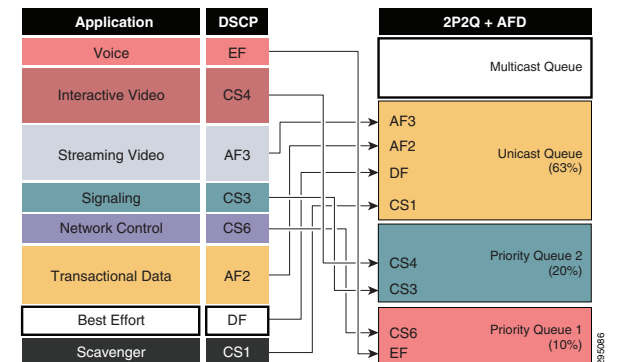 Application DSCP 2P2Q + AFD
Voice EF
Multicast Queue
Interactive Video CS4
AF3
Streaming Video AF3
AF2
Unicast Queue
(63%)
DF
Signaling CS3
CS1
Network Control CS6
Transactional Data AF2
CS4
Priority Queue 2
(20%)
CS3
Best Effort DF
CS6
Priority Queue 1
(10%)
Scavenger CS1
EF
295086